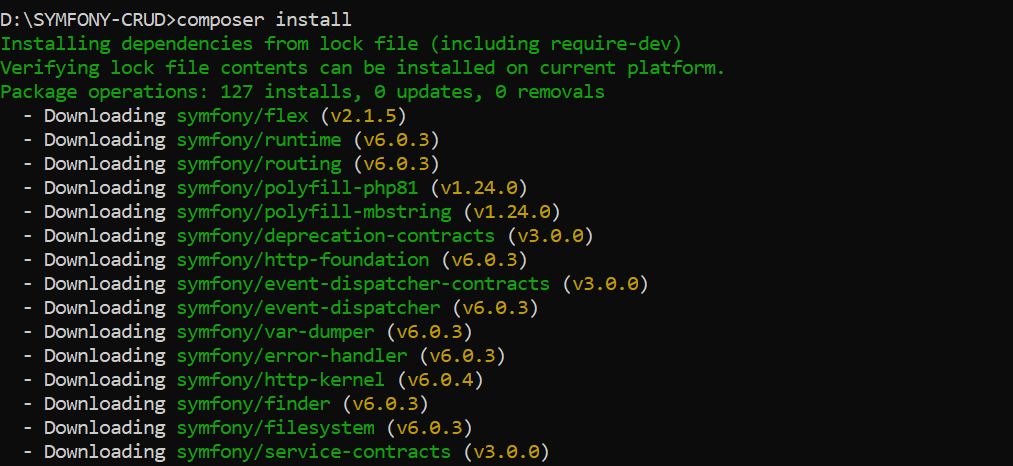 D:\SYMFONY-CRUD>composer install
Installing dependencies from lock file (including require-dev)
Verifying lock file contents can be installed on current platform.
Package operations: 127 installs, 0 updates, 0 removals
  - Downloading symfony/flex (v2.1.5)
  - Downloading symfony/runtime (v6.0.3)
  - Downloading symfony/routing (v6.0.3)
  - Downloading symfony/polyfill-php81 (v1.24.0)
  - Downloading symfony/polyfill-mbstring (v1.24.0)
  - Downloading symfony/deprecation-contracts (v3.0.0)
  - Downloading symfony/http-foundation (v6.0.3)
  - Downloading symfony/event-dispatcher-contracts (v3.0.0)
  - Downloading symfony/event-dispatcher (v6.0.3)
  - Downloading symfony/var-dumper (v6.0.3)
  - Downloading symfony/error-handler (v6.0.3)
  - Downloading symfony/http-kernel (v6.0.4)
  - Downloading symfony/finder (v6.0.3)
  - Downloading symfony/filesystem (v6.0.3)
  - Downloading symfony/service-contracts (v3.0.0)